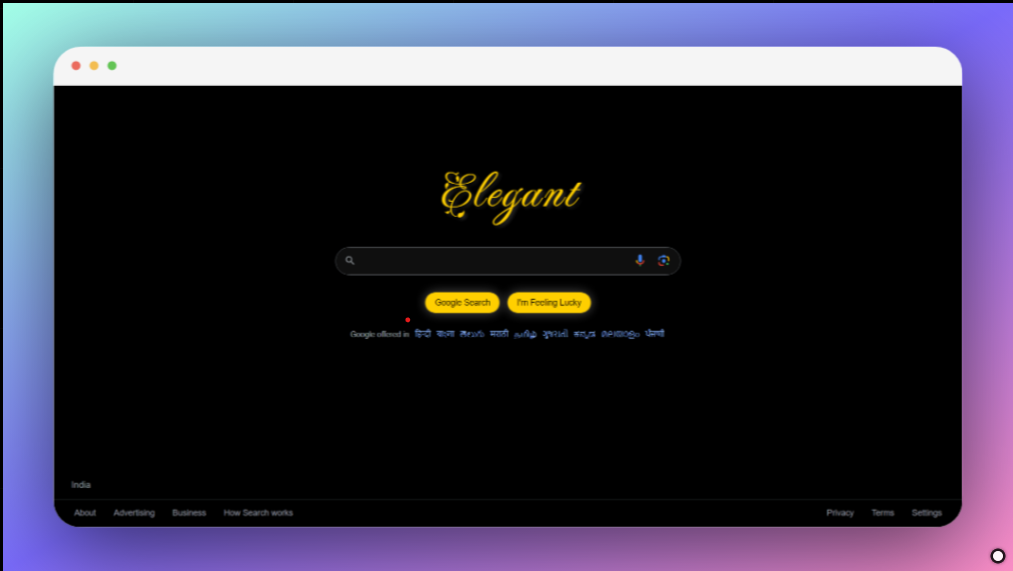 Elegant
Google Search I'm Feeling Lucky
Google offered in हिन्दी বাংলা తెలుగు मराठी தமிழ் ગુજરાતી ಕನ್ನಡ മലയാളം ਪੰਜਾਬੀ
India
About Advertising Business How Search works Privacy Terms Settings